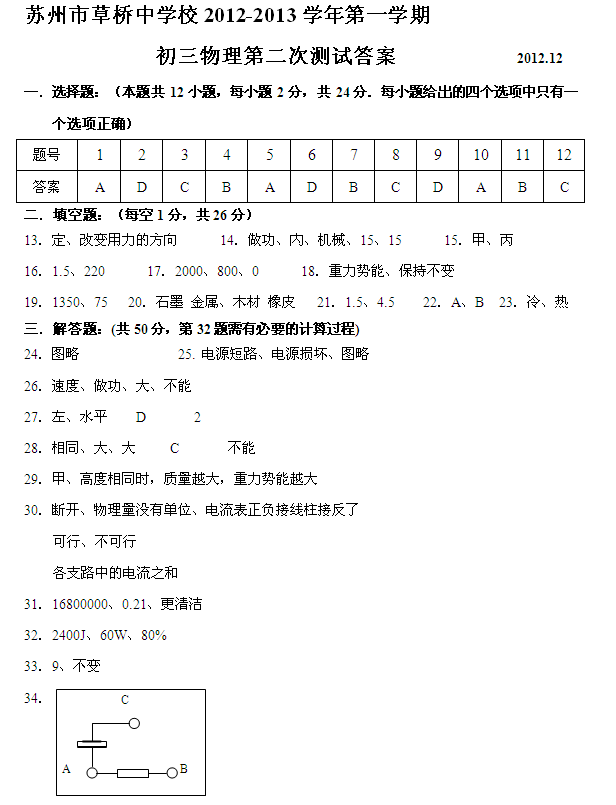 苏州市草桥中学校 2012-2013 学年第一学期
初三物理第二次测试答案 2012.12
一．选择题：（本题共 12 小题，每小题 2 分，共 24 分．每小题给出的四个选项中只有一
个选项正确）
题号 1 2 3 4 5 6 7 8 9 10 11 12
答案 A D C B A D B C D A B C
二．填空题：（每空 1 分，共 26 分）
13．定、改变用力的方向 14．做功、内、机械、15、15 15．甲、丙
16．1.5、220 17．2000、800、0 18．重力势能、保持不变
19．1350、75 20．石墨 金属、木材 橡皮 21．1.5、4.5 22．A、B 23．冷、热
三．解答题：(共 50 分，第 32 题需有必要的计算过程)
24．图略 25. 电源短路、电源损坏、图略
26．速度、做功、大、不能
27．左、水平 D 2
28．相同、大、大 C 不能
29．甲、高度相同时，质量越大，重力势能越大
30．断开、物理量没有单位、电流表正负接线柱接反了
可行、不可行
各支路中的电流之和
31．16800000、0.21、更清洁
32．2400J、60W、80%
33．9、不变
34．
C
A B